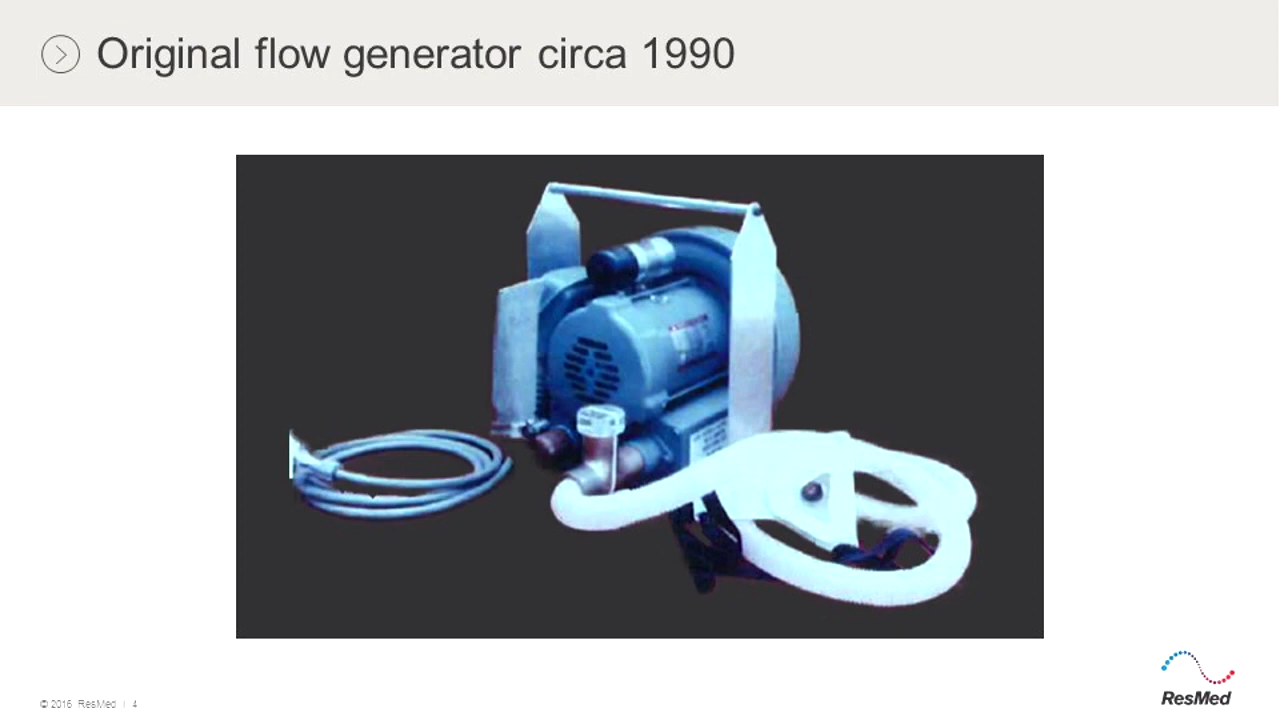 Original flow generator circa 1990
© 2016 ResMed | 4
ResMed